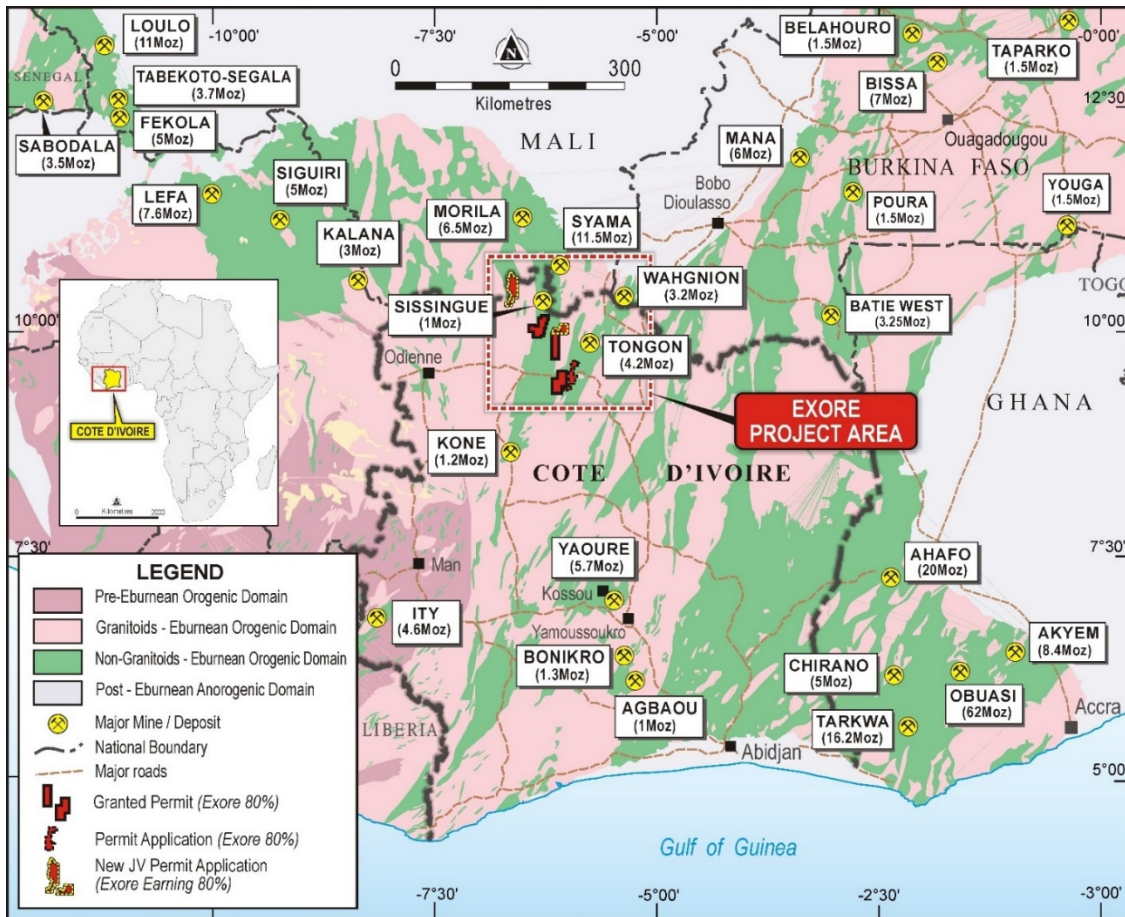 -10°00'
-7°30'
-5°00'
-0°00'
LOULO
(11Moz)
SENEGAL
TABEKOTO-SEGALA
(3.7Moz)
FEKOLA
(5Moz)
SABODALA
(3.5Moz)
N
0
300
Kilometres
MALI
BELAHOURO
(1.5Moz)
TAPARKO
(1.5Moz)
BISSA
(7Moz)
12°30'
MANA
(6Moz)
Ouagadougou
BURKINA FASO
SIGUIRI
(5Moz)
LEFA
(7.6Moz)
KALANA
(3Moz)
MORILA
(6.5Moz)
SYAMA
(11.5Moz)
Bobo
Dioulasso
POURA
(1.5Moz)
YOUGA
(1.5Moz)
WAHGNION
(3.2Moz)
SISSINGUE
(1Moz)
BATIE WEST
(3.25Moz)
TOGO
10°00'
10°00'
TONGON
(4.2Moz)
Odienne
EXORE
PROJECT AREA
GHANA
COTE D'IVOIRE
Kilometres
0
2000
KONE
(1.2Moz)
COTE D'IVOIRE
7°30'
7°30'
Man
YAOURE
(5.7Moz)
Kossou
Yamoussoukro
AHAFO
(20Moz)
ITY
(4.6Moz)
BONIKRO
(1.3Moz)
AGBAOU
(1Moz)
CHIRANO
(5Moz)
AKYEM
(8.4Moz)
OBUASI
(62Moz)
TARKWA
(16.2Moz)
Accra
LIBERIA
Abidjan
5°00'
Gulf of Guinea
LEGEND
Pre-Eburnean Orogenic Domain
Granitoids - Eburnean Orogenic Domain
Non-Granitoids - Eburnean Orogenic Domain
Post - Eburnean Anorogenic Domain
Major Mine / Deposit
National Boundary
Major roads
Granted Permit (Exore 80%)
Permit Application (Exore 80%)
New JV Permit Application
(Exore Earning 80%)
-7°30'
-5°00'
-2°30'
-3°00'